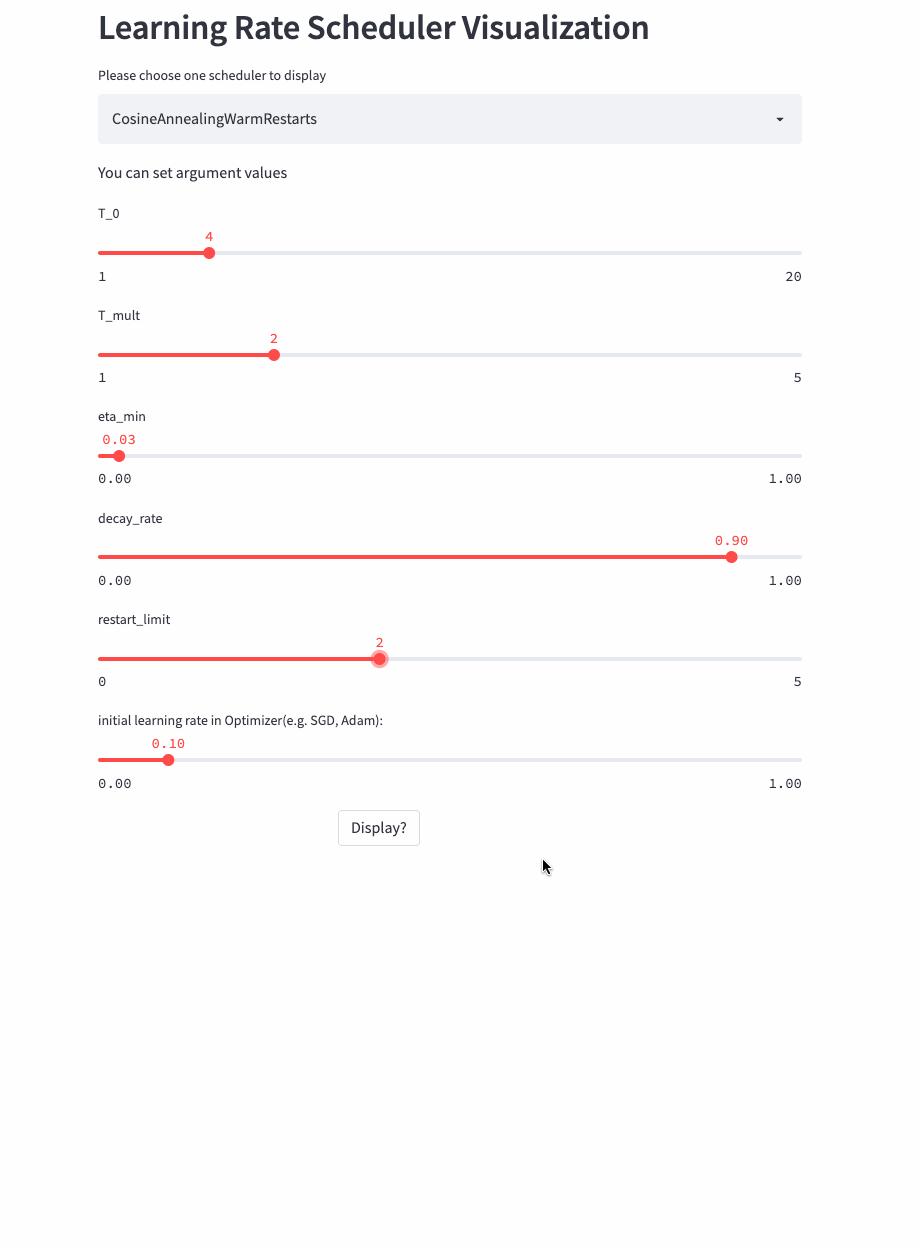 Learning Rate Scheduler Visualization
Please choose one scheduler to display
CosineAnnealingWarmRestarts
You can set argument values
T_0
4
1 20
T_mult
2
1 5
eta_min
0.03
0.00 1.00
decay_rate
0.90
0.00 1.00
restart_limit
2
0 5
initial learning rate in Optimizer(e.g. SGD, Adam):
0.10
0.00 1.00
Display?